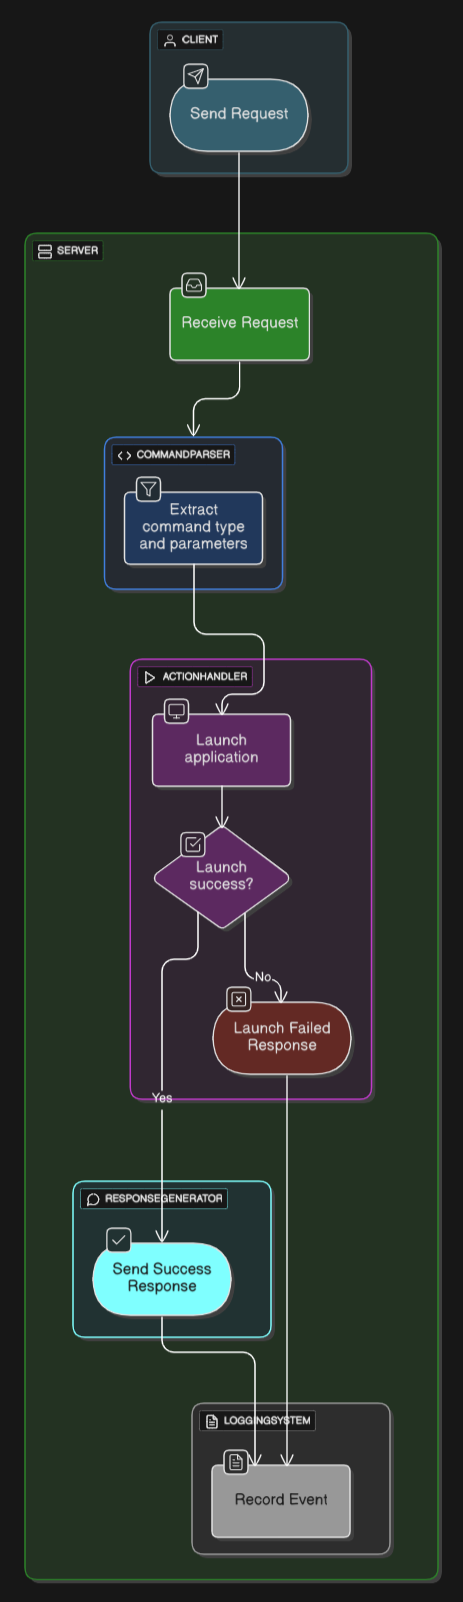 CLIENT
Send Request
SERVER
Receive Request
COMMANDPARSER
Extract
command type
and parameters
ACTIONHANDLER
Launch
application
Launch
success?
No
Launch Failed
Response
Yes
RESPONSEGENERATOR
Send Success
Response
LOGGINGSYSTEM
Record Event